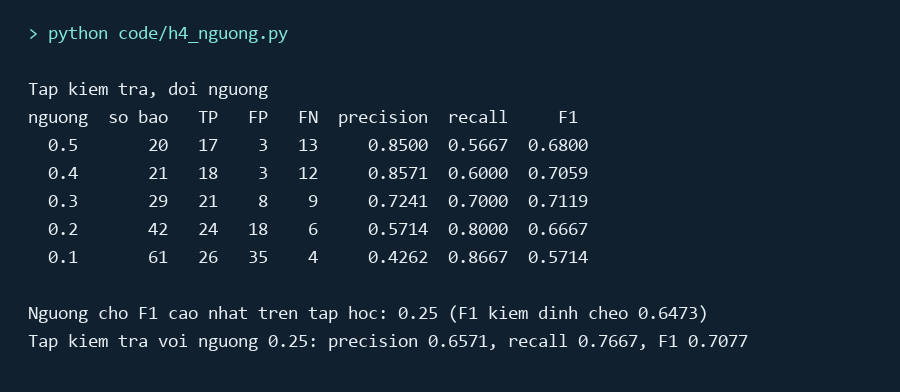 > python code/h4_nguong.py
Tap kiem tra, doi nguong
nguong  so bao   TP   FP   FN  precision  recall     F1
  0.5       20   17    3   13     0.8500  0.5667  0.6800
  0.4       21   18    3   12     0.8571  0.6000  0.7059
  0.3       29   21    8    9     0.7241  0.7000  0.7119
  0.2       42   24   18    6     0.5714  0.8000  0.6667
  0.1       61   26   35    4     0.4262  0.8667  0.5714
Nguong cho F1 cao nhat tren tap hoc: 0.25 (F1 kiem dinh cheo 0.6473)
Tap kiem tra voi nguong 0.25: precision 0.6571, recall 0.7667, F1 0.7077